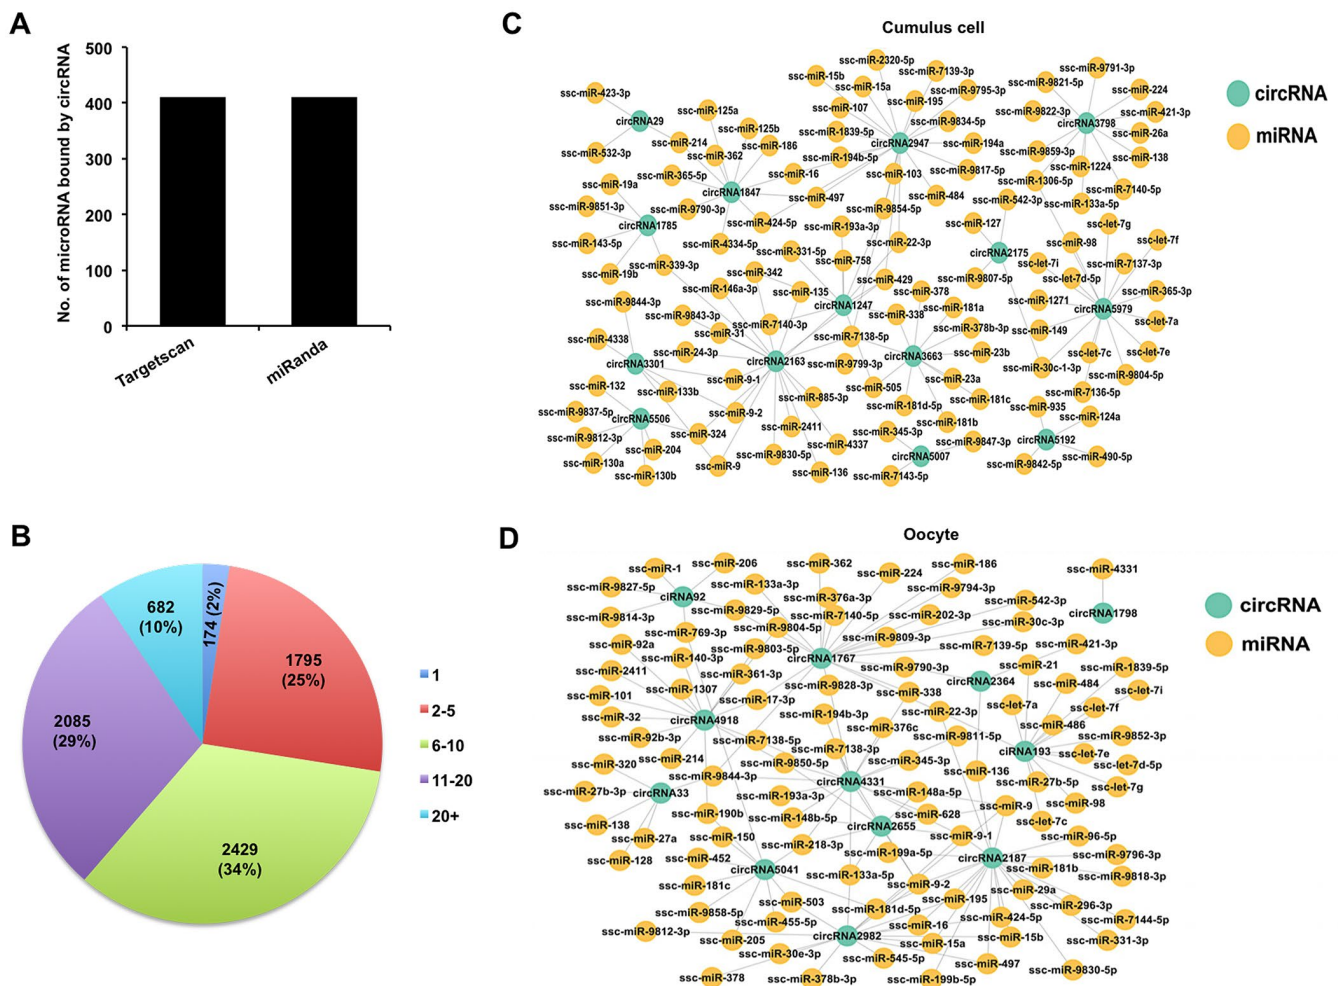 A
No. of microRNA bound by circRNA
500
400
300
200
100
0
Targetscan
miRanda
B
174 (2%)
1795
(25%)
2429
(34%)
2085
(29%)
682
(10%)
1
2-5
6-10
11-20
20+
C
Cumulus cell
circRNA
miRNA
ssc-miR-2320-5p
ssc-miR-15b
ssc-miR-7139-3p
ssc-miR-9791-3p
ssc-miR-9821-5p
ssc-miR-423-3p
ssc-miR-15a
ssc-miR-9795-3p
ssc-miR-224
ssc-miR-125a
ssc-miR-107
ssc-miR-195
ssc-miR-9822-3p
ssc-miR-421-3p
circRNA29
ssc-miR-125b
ssc-miR-1839-5p
ssc-miR-9834-5p
circRNA3798
ssc-miR-26a
ssc-miR-214
ssc-miR-186
circRNA2947
ssc-miR-194a
ssc-miR-532-3p
ssc-miR-362
ssc-miR-194b-5p
ssc-miR-9859-3p
ssc-miR-138
ssc-miR-365-5p
ssc-miR-16
ssc-miR-103
ssc-miR-9817-5p
ssc-miR-1224
ssc-miR-19a
circRNA1847
ssc-miR-497
ssc-miR-484
ssc-miR-1306-5p
ssc-miR-7140-5p
ssc-miR-9851-3p
ssc-miR-9790-3p
ssc-miR-9854-5p
ssc-miR-542-3p
ssc-miR-133a-5p
circRNA1785
ssc-miR-424-5p
ssc-miR-193a-3p
ssc-miR-127
ssc-let-7g
ssc-miR-143-5p
ssc-miR-4334-5p
ssc-miR-331-5p
ssc-miR-22-3p
ssc-miR-98
ssc-let-7f
circRNA2175
ssc-miR-19b
ssc-miR-339-3p
ssc-miR-342
ssc-miR-758
ssc-let-7i
ssc-miR-7137-3p
ssc-miR-429
ssc-miR-9807-5p
ssc-let-7d-5p
ssc-miR-146a-3p
ssc-miR-135
ssc-miR-378
ssc-miR-365-3p
ssc-miR-9844-3p
circRNA1247
ssc-miR-181a
ssc-miR-1271
circRNA5979
ssc-miR-9843-3p
ssc-miR-338
ssc-let-7a
ssc-miR-31
ssc-miR-7140-3p
ssc-miR-7138-5p
ssc-miR-378b-3p
ssc-miR-149
ssc-miR-4338
ssc-miR-24-3p
ssc-miR-23b
ssc-let-7c
ssc-let-7e
circRNA3301
circRNA2163
ssc-miR-9799-3p
circRNA3663
ssc-miR-30c-1-3p
ssc-miR-9804-5p
ssc-miR-132
ssc-miR-133b
ssc-miR-9-1
ssc-miR-505
ssc-miR-23a
ssc-miR-7136-5p
ssc-miR-9837-5p
ssc-miR-9-2
ssc-miR-885-3p
ssc-miR-181d-5p
ssc-miR-181c
ssc-miR-935
ssc-miR-124a
circRNA5506
ssc-miR-2411
ssc-miR-345-3p
ssc-miR-181b
ssc-miR-9812-3p
ssc-miR-204
ssc-miR-324
ssc-miR-4337
ssc-miR-9847-3p
circRNA5192
ssc-miR-130a
ssc-miR-9
ssc-miR-9830-5p
circRNA5007
ssc-miR-9842-5p
ssc-miR-490-5p
ssc-miR-130b
ssc-miR-136
ssc-miR-7143-5p
D
Oocyte
circRNA
miRNA
ssc-miR-1
ssc-miR-206
ssc-miR-362
ssc-miR-186
ssc-miR-4331
ssc-miR-224
ssc-miR-9827-5p
ssc-miR-133a-3p
ssc-miR-376a-3p
ssc-miR-9794-3p
ciRNA92
ssc-miR-542-3p
circRNA1798
ssc-miR-9814-3p
ssc-miR-9829-5p
ssc-miR-7140-5p
ssc-miR-202-3p
ssc-miR-30c-3p
ssc-miR-769-3p
ssc-miR-9804-5p
ssc-miR-9809-3p
ssc-miR-92a
ssc-miR-9803-5p
ssc-miR-7139-5p
ssc-miR-421-3p
ssc-miR-140-3p
circRNA1767
ssc-miR-9790-3p
ssc-miR-21
ssc-miR-1839-5p
ssc-miR-2411
ssc-miR-361-3p
circRNA2364
ssc-miR-484
ssc-miR-1307
ssc-miR-9828-3p
ssc-miR-338
ssc-let-7i
ssc-miR-101
ssc-miR-17-3p
ssc-let-7a
ssc-let-7f
ssc-miR-32
circRNA4918
ssc-miR-194b-3p
ssc-miR-22-3p
ssc-miR-376c
ssc-miR-486
ssc-miR-92b-3p
ssc-miR-7138-5p
ssc-miR-7138-3p
ssc-miR-9811-5p
ssc-miR-9852-3p
ssc-miR-214
ssc-miR-9850-5p
ssc-miR-345-3p
ciRNA193
ssc-let-7e
ssc-miR-320
ssc-miR-9844-3p
circRNA4331
ssc-miR-136
ssc-let-7d-5p
ssc-miR-27b-3p
circRNA33
ssc-miR-193a-3p
ssc-miR-148a-5p
ssc-miR-27b-5p
ssc-let-7g
ssc-miR-190b
ssc-miR-148b-5p
ssc-miR-628
ssc-miR-9
ssc-miR-98
ssc-miR-138
ssc-miR-27a
ssc-miR-150
circRNA2655
ssc-let-7c
ssc-miR-128
ssc-miR-218-3p
ssc-miR-9-1
ssc-miR-96-5p
ssc-miR-452
ssc-miR-199a-5p
circRNA2187
ssc-miR-9796-3p
circRNA5041
ssc-miR-133a-5p
ssc-miR-181b
ssc-miR-9818-3p
ssc-miR-181c
ssc-miR-9-2
ssc-miR-29a
ssc-miR-503
ssc-miR-195
ssc-miR-296-3p
ssc-miR-9858-5p
ssc-miR-181d-5p
ssc-miR-424-5p
ssc-miR-7144-5p
ssc-miR-455-5p
ssc-miR-16
ssc-miR-9812-3p
circRNA2982
ssc-miR-15a
ssc-miR-15b
ssc-miR-331-3p
ssc-miR-205
ssc-miR-30e-3p
ssc-miR-545-5p
ssc-miR-497
ssc-miR-9830-5p
ssc-miR-378
ssc-miR-378b-3p
ssc-miR-199b-5p